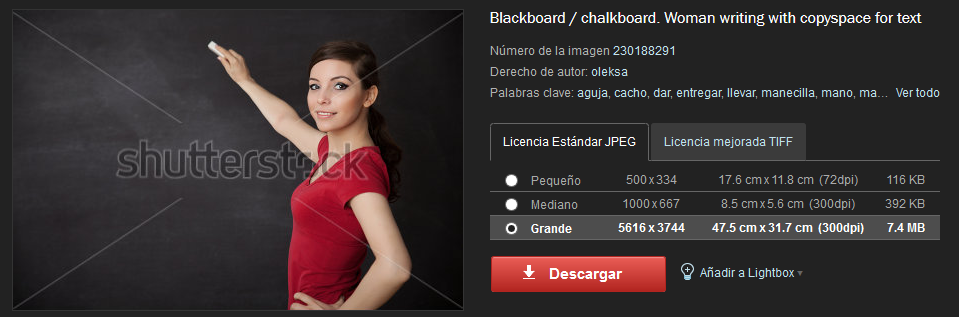 Blackboard / chalkboard. Woman writing with copyspace for text
Número de la imagen 230188291
Derecho de autor: oleksa
Palabras clave: aguja, cacho, dar, entregar, llevar, manecilla, mano, ma... Ver todo
Licencia Estándar JPEG Licencia mejorada TIFF
Pequeño 500 x 334 17.6 cm x 11.8 cm (72dpi) 116 KB
Mediano 1000 x 667 8.5 cm x 5.6 cm (300dpi) 392 KB
Grande 5616 x 3744 47.5 cm x 31.7 cm (300dpi) 7.4 MB
Descargar Añadir a Lightbox
shutterstock